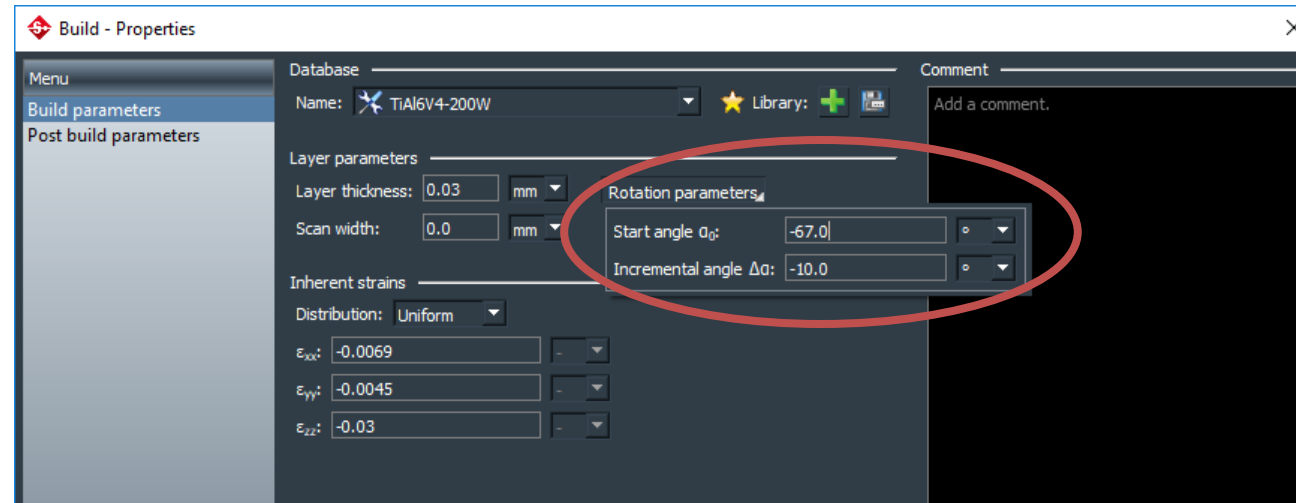 Build - Properties
Menu
Build parameters
Post build parameters
Database
Name: TiAl6V4-200W
Library:
Layer parameters
Layer thickness: 0.03 mm
Scan width: 0.0 mm
Rotation parameters
Start angle α₀: -67.0 °
Incremental angle Δα: -10.0 °
Inherent strains
Distribution: Uniform
εxx: -0.0069 -
εyy: -0.0045 -
εzz: -0.03 -
Comment
Add a comment.